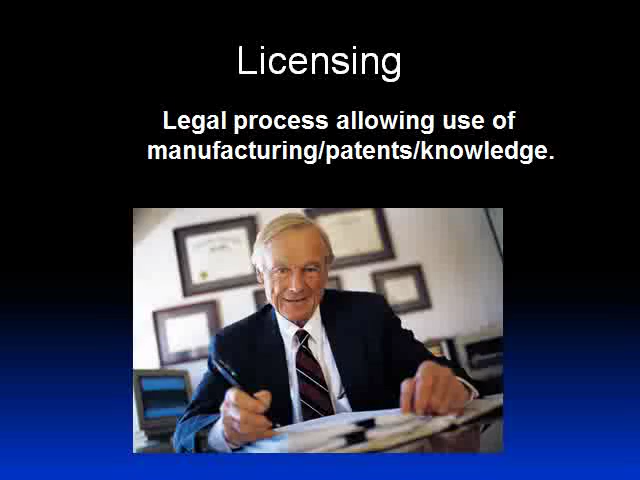 Licensing
Legal process allowing use of
manufacturing/patents/knowledge.